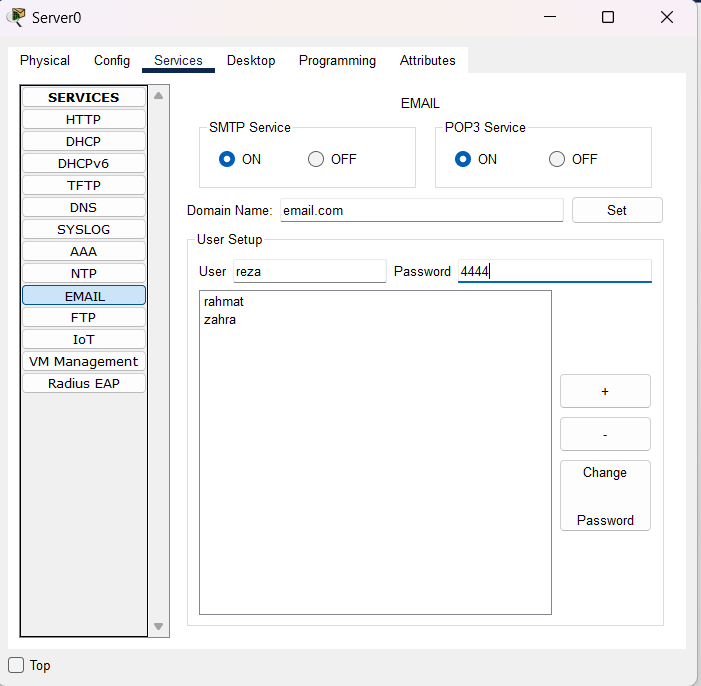 Server0
Physical Config Services Desktop Programming Attributes
SERVICES
HTTP
DHCP
DHCPv6
TFTP
DNS
SYSLOG
AAA
NTP
EMAIL
FTP
IoT
VM Management
Radius EAP
EMAIL
SMTP Service
ON OFF
POP3 Service
ON OFF
Domain Name: email.com Set
User Setup
User reza Password 4444
rahmat
zahra
+
-
Change
Password
Top